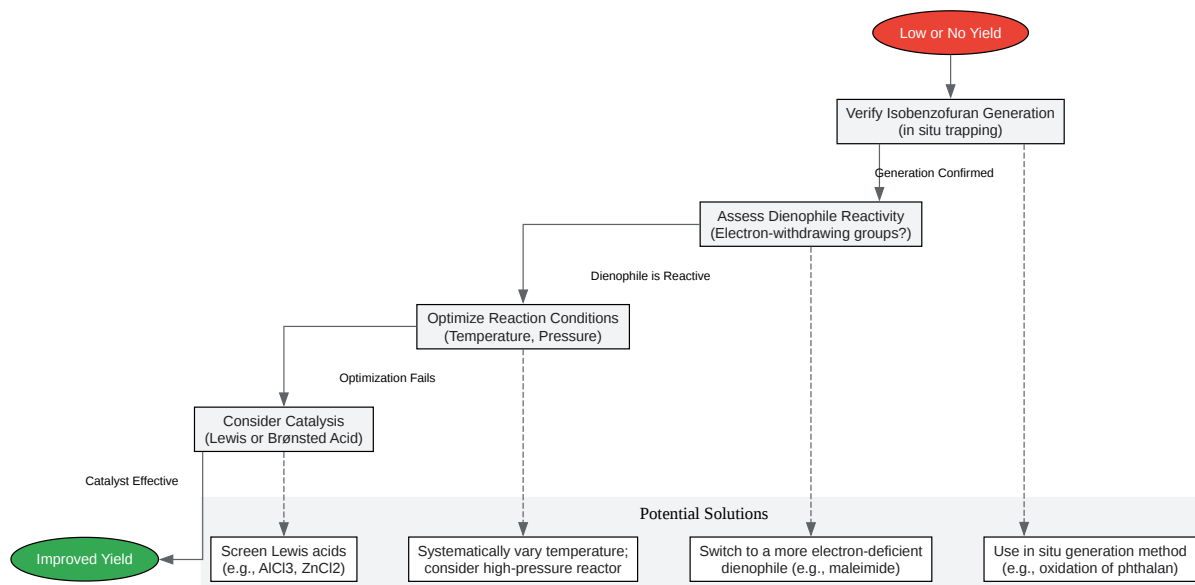 Low or No Yield
Verify Isobenzofuran Generation
(in situ trapping)
Generation Confirmed
Assess Dienophile Reactivity
(Electron-withdrawing groups?)
Dienophile is Reactive
Optimize Reaction Conditions
(Temperature, Pressure)
Optimization Fails
Consider Catalysis
(Lewis or Brønsted Acid)
Catalyst Effective
Potential Solutions
Improved Yield
Screen Lewis acids
(e.g., AlCl3, ZnCl2)
Systematically vary temperature;
consider high-pressure reactor
Switch to a more electron-deficient
dienophile (e.g., maleimide)
Use in situ generation method
(e.g., oxidation of phthalan)